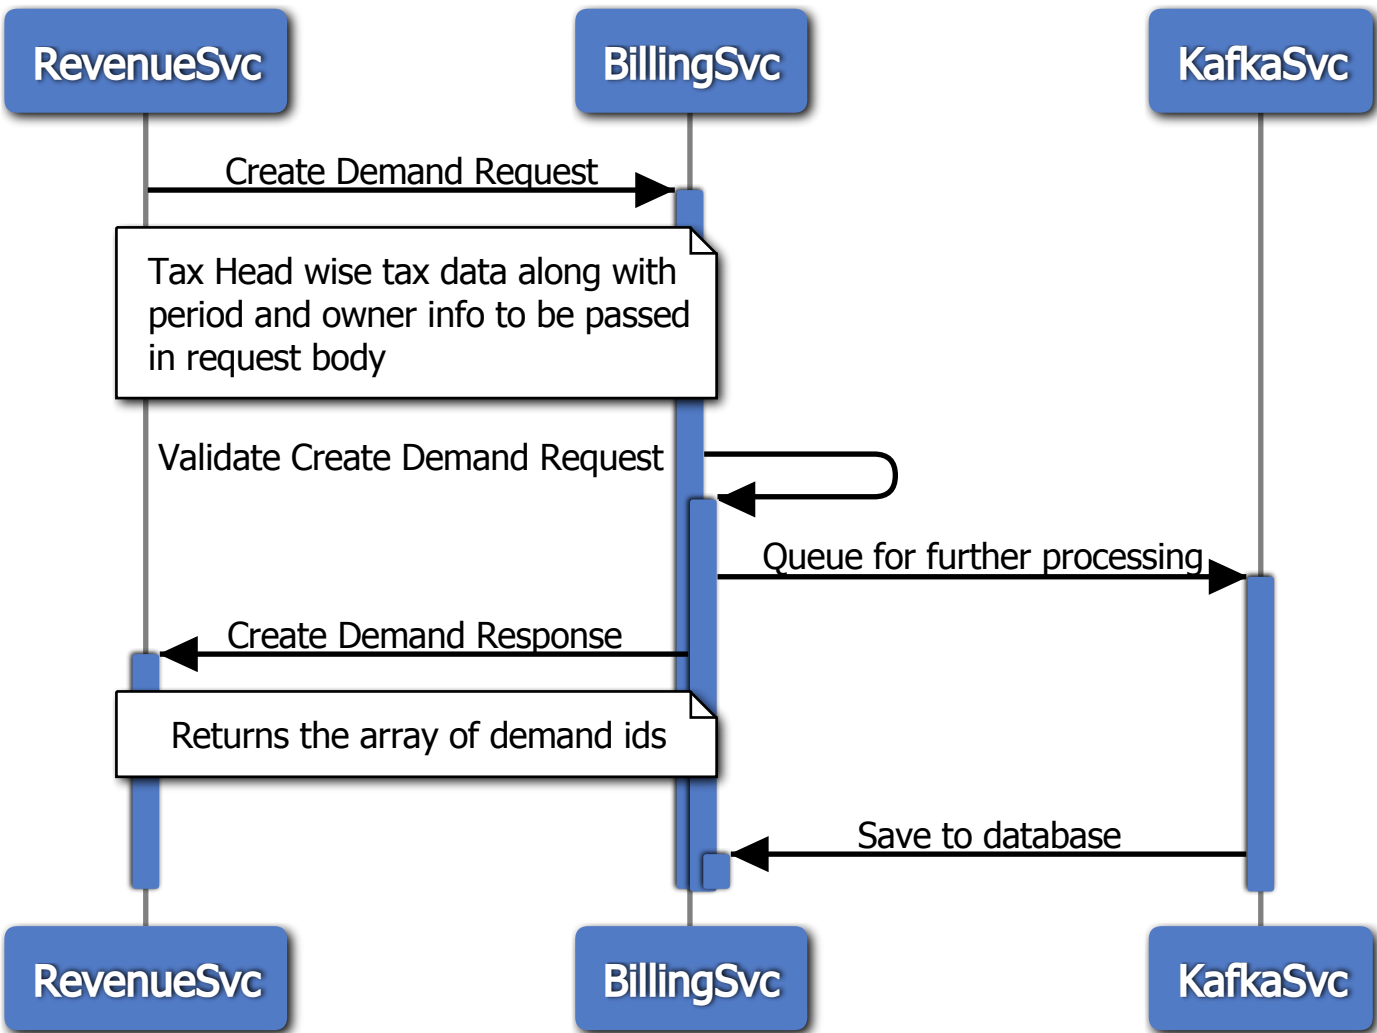 RevenueSvc
BillingSvc
KafkaSvc
Create Demand Request
Tax Head wise tax data along with
period and owner info to be passed
in request body
Validate Create Demand Request
Queue for further processing
Create Demand Response
Returns the array of demand ids
Save to database
RevenueSvc
BillingSvc
KafkaSvc